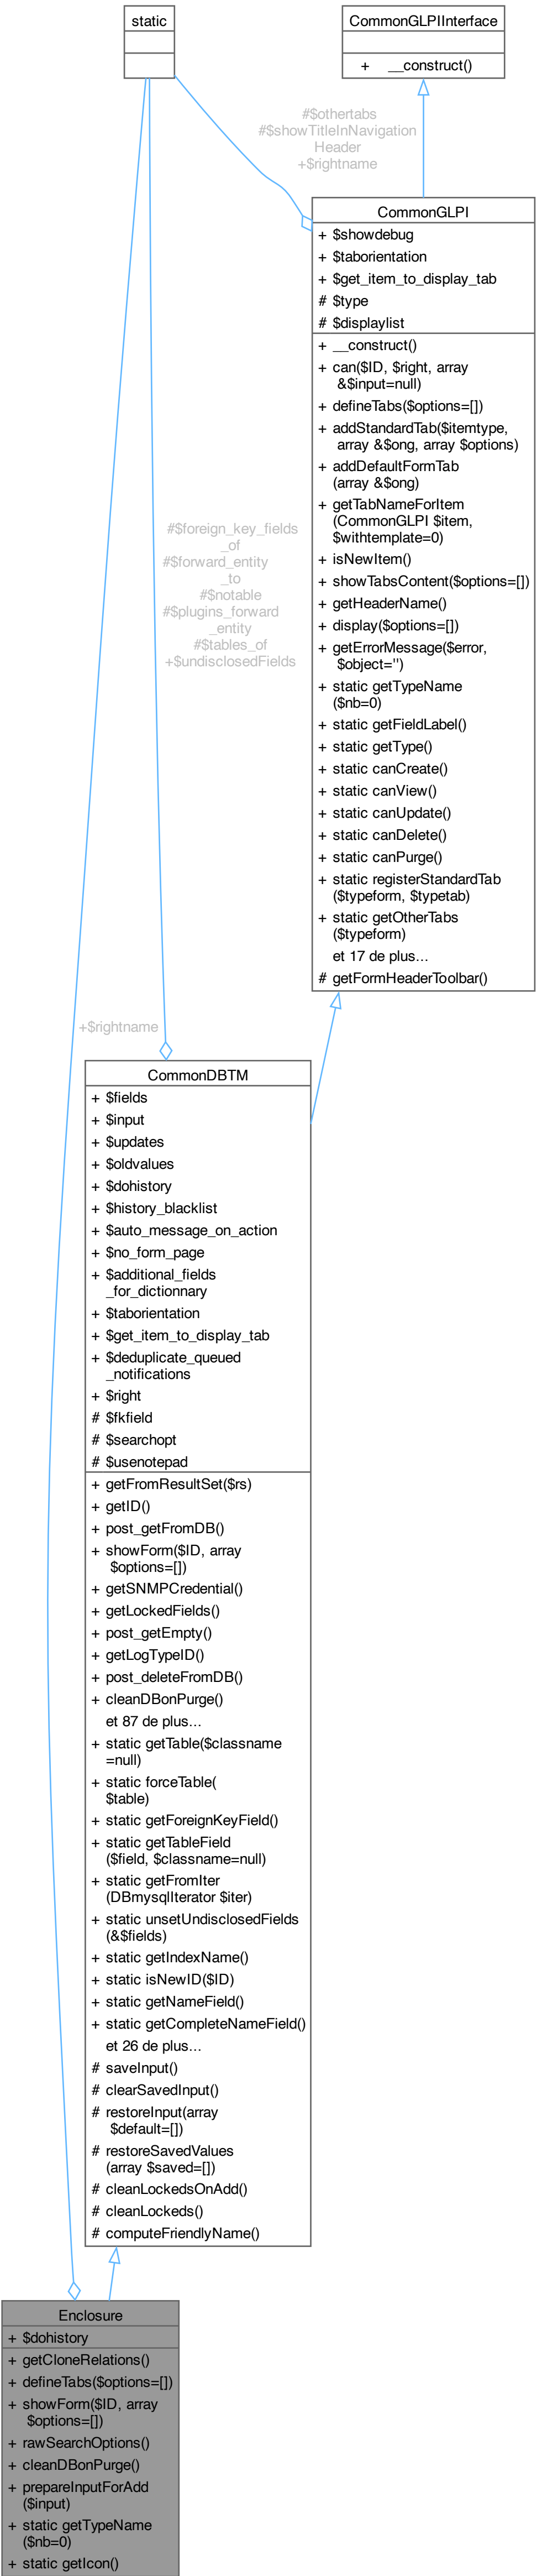 static
CommonGLPIInterface
+ __construct()
#$othertabs
#$showTitleInNavigation
Header
+$rightname
CommonGLPI
+ $showdebug
+ $taborientation
+ $get_item_to_display_tab
# $type
# $displaylist
+ __construct()
+ can($ID, $right, array
&$input=null)
+ defineTabs($options=[])
+ addStandardTab($itemtype,
array &$ong, array $options)
+ addDefaultFormTab
(array &$ong)
+ getTabNameForItem
(CommonGLPI $item,
$withtemplate=0)
+ isNewItem()
+ showTabsContent($options=[])
+ getHeaderName()
+ display($options=[])
+ getErrorMessage($error,
$object='')
+ static getTypeName
($nb=0)
+ static getFieldLabel()
+ static getType()
+ static canCreate()
+ static canView()
+ static canUpdate()
+ static canDelete()
+ static canPurge()
+ static registerStandardTab
($typeform, $typetab)
+ static getOtherTabs
($typeform)
et 17 de plus...
# getFormHeaderToolbar()
#$foreign_key_fields
_of
#$forward_entity
_to
#$notable
#$plugins_forward
_entity
#$tables_of
+$undisclosedFields
+$rightname
CommonDBTM
+ $fields
+ $input
+ $updates
+ $oldvalues
+ $dohistory
+ $history_blacklist
+ $auto_message_on_action
+ $no_form_page
+ $additional_fields
_for_dictionnary
+ $taborientation
+ $get_item_to_display_tab
+ $deduplicate_queued
_notifications
+ $right
# $fkfield
# $searchopt
# $usenotepad
+ getFromResultSet($rs)
+ getID()
+ post_getFromDB()
+ showForm($ID, array
$options=[])
+ getSNMPCredential()
+ getLockedFields()
+ post_getEmpty()
+ getLogTypeID()
+ post_deleteFromDB()
+ cleanDBonPurge()
et 87 de plus...
+ static getTable($classname
=null)
+ static forceTable(
$table)
+ static getForeignKeyField()
+ static getTableField
($field, $classname=null)
+ static getFromIter
(DBmysqlIterator $iter)
+ static unsetUndisclosedFields
(&$fields)
+ static getIndexName()
+ static isNewID($ID)
+ static getNameField()
+ static getCompleteNameField()
et 26 de plus...
# saveInput()
# clearSavedInput()
# restoreInput(array
$default=[])
# restoreSavedValues
(array $saved=[])
# cleanLockedsOnAdd()
# cleanLockeds()
# computeFriendlyName()
Enclosure
+ $dohistory
+ getCloneRelations()
+ defineTabs($options=[])
+ showForm($ID, array
$options=[])
+ rawSearchOptions()
+ cleanDBonPurge()
+ prepareInputForAdd
($input)
+ static getTypeName
($nb=0)
+ static getIcon()